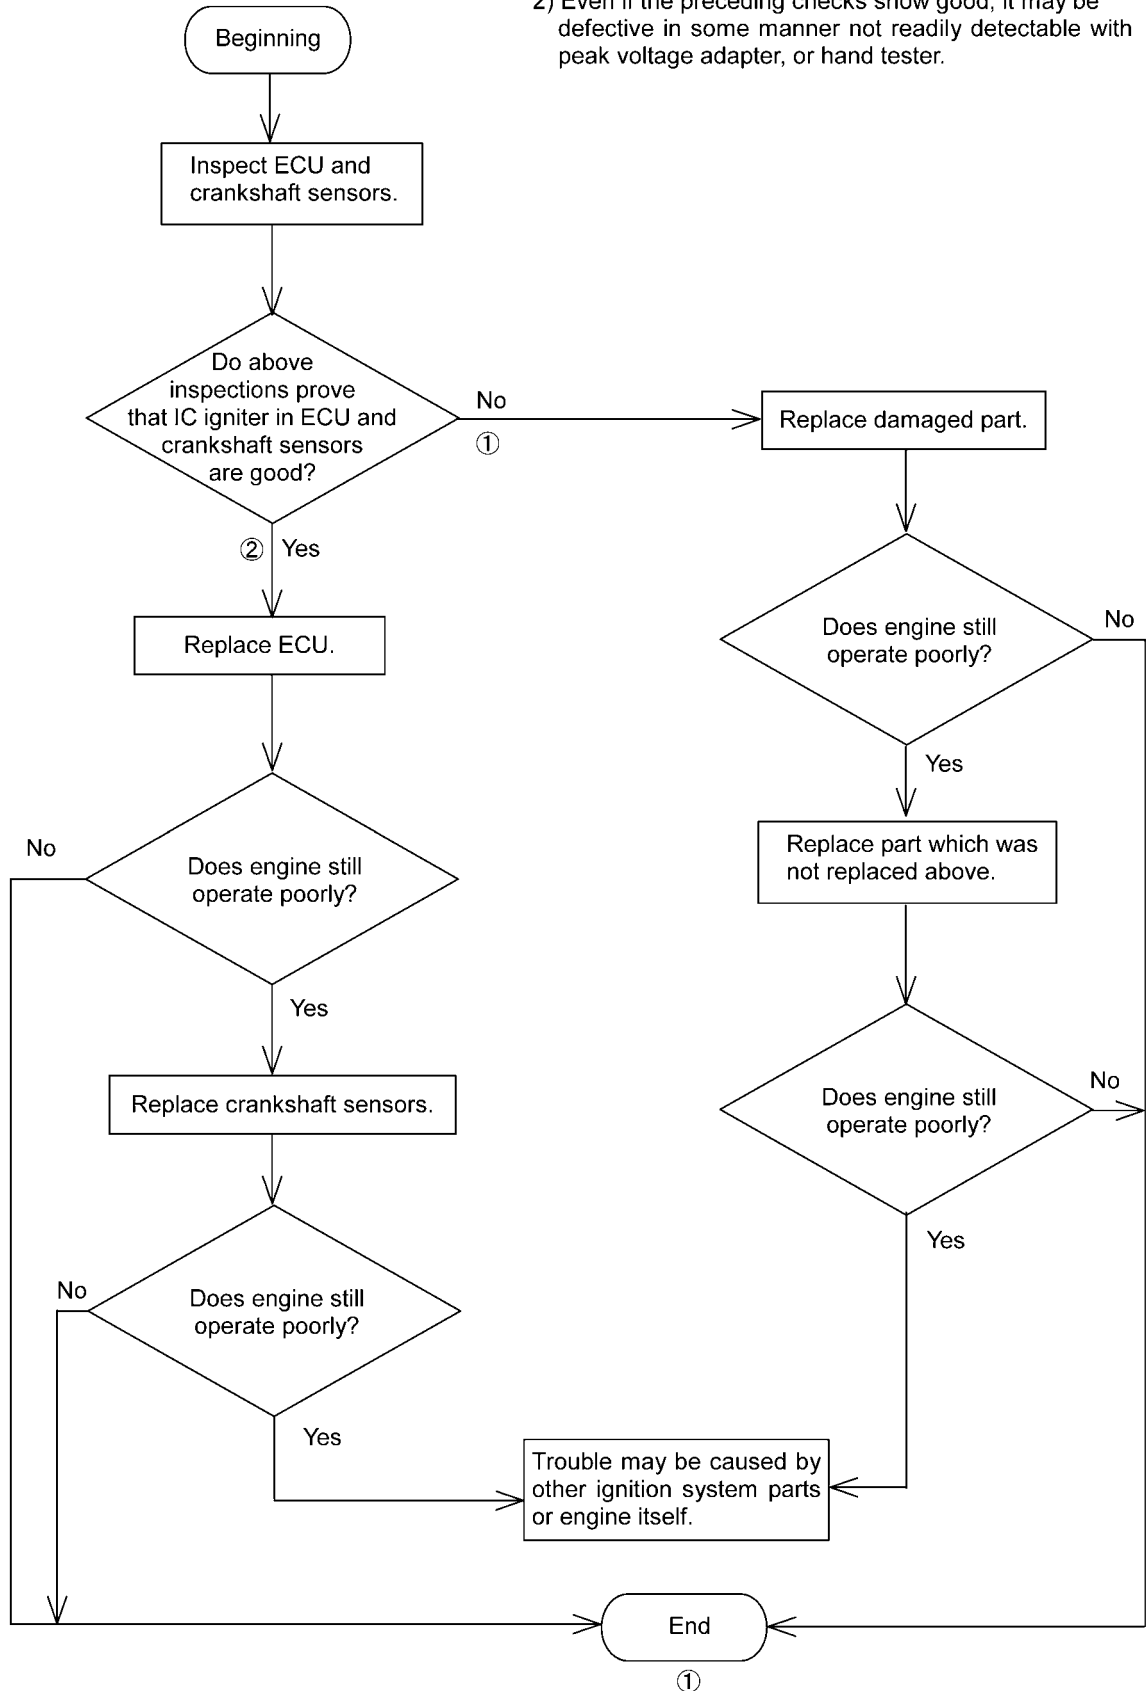 2) Even if the preceding checks show good, it may be
defective in some manner not readily detectable with
peak voltage adapter, or hand tester.
Beginning
Inspect ECU and
crankshaft sensors.
Do above
inspections prove
that IC igniter in ECU and
crankshaft sensors
are good?
No
①
Replace damaged part.
② Yes
Replace ECU.
Does engine still
operate poorly?
No
Yes
Replace part which was
not replaced above.
No
Does engine still
operate poorly?
Yes
Replace crankshaft sensors.
Does engine still
operate poorly?
No
Yes
No
Does engine still
operate poorly?
Yes
Trouble may be caused by
other ignition system parts
or engine itself.
End
①